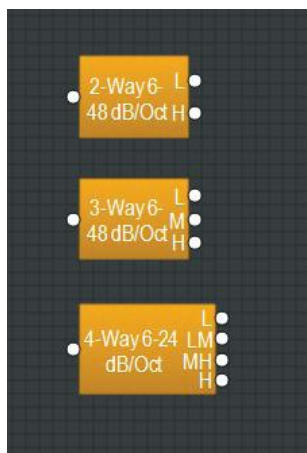 2-Way 6-
48 dB/Oct
L
H
3-Way 6-
48 dB/Oct
L
M
H
4-Way 6-24
dB/Oct
L
LM
MH
H